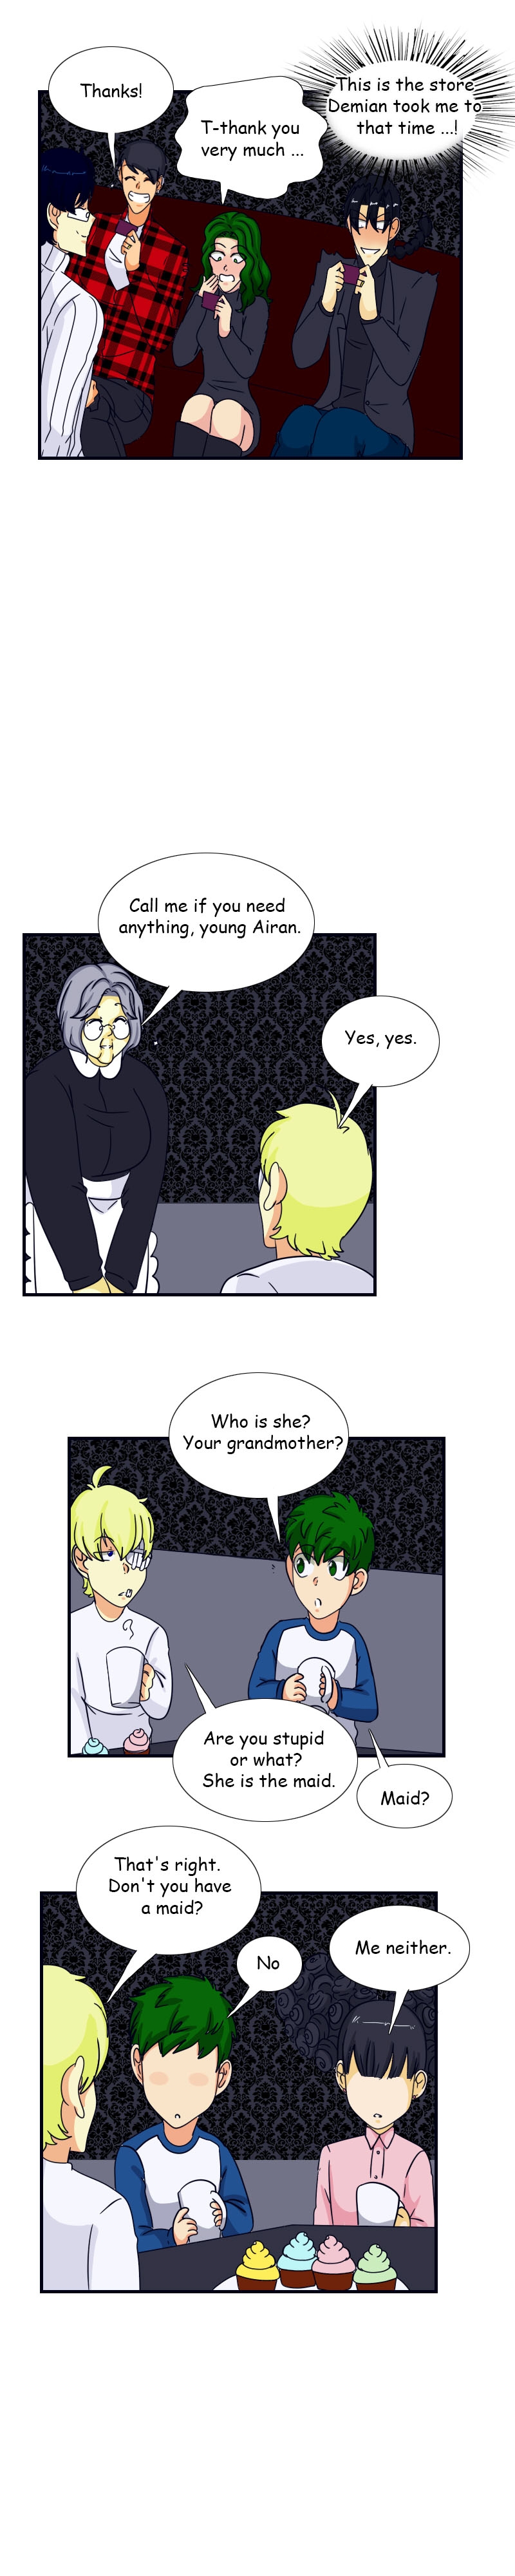 Thanks!
T-thank you
very much ...
This is the store
Demian took me to
that time ...!
Call me if you need
anything, young Airan.
Yes, yes.
Who is she?
Your grandmother?
?
Are you stupid
or what?
She is the maid.
Maid?
That's right.
Don't you have
a maid?
No
Me neither.